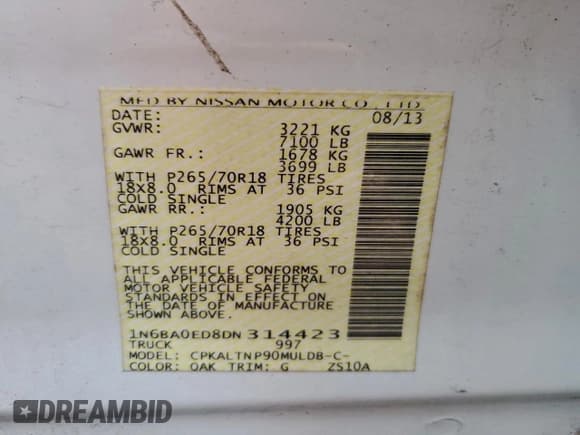 MFD BY NISSAN MOTOR CO., LTD
DATE: 08/13
GVWR: 3221 KG
7100 LB
GAWR FR.: 1678 KG
3699 LB
WITH P265/70R18 TIRES
18X8.0 RIMS AT 36 PSI
COLD SINGLE
GAWR RR.: 1905 KG
4200 LB
WITH P265/70R18 TIRES
18X8.0 RIMS AT 36 PSI
COLD SINGLE
THIS VEHICLE CONFORMS TO
ALL APPLICABLE FEDERAL
MOTOR VEHICLE SAFETY
STANDARDS IN EFFECT ON
THE DATE OF MANUFACTURE
SHOWN ABOVE.
1N6BA0ED8DN314423
TRUCK 997
MODEL: CPKALTNP90MULDB-C-
COLOR: QAK TRIM: G ZS10A
DREAMBID